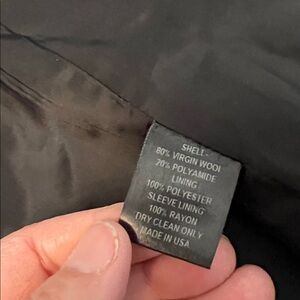 SHELL-
80% VIRGIN WOOL
20% POLYAMIDE
LINING
100% POLYESTER
SLEEVE LINING
100% RAYON
DRY CLEAN ONLY
MADE IN USA